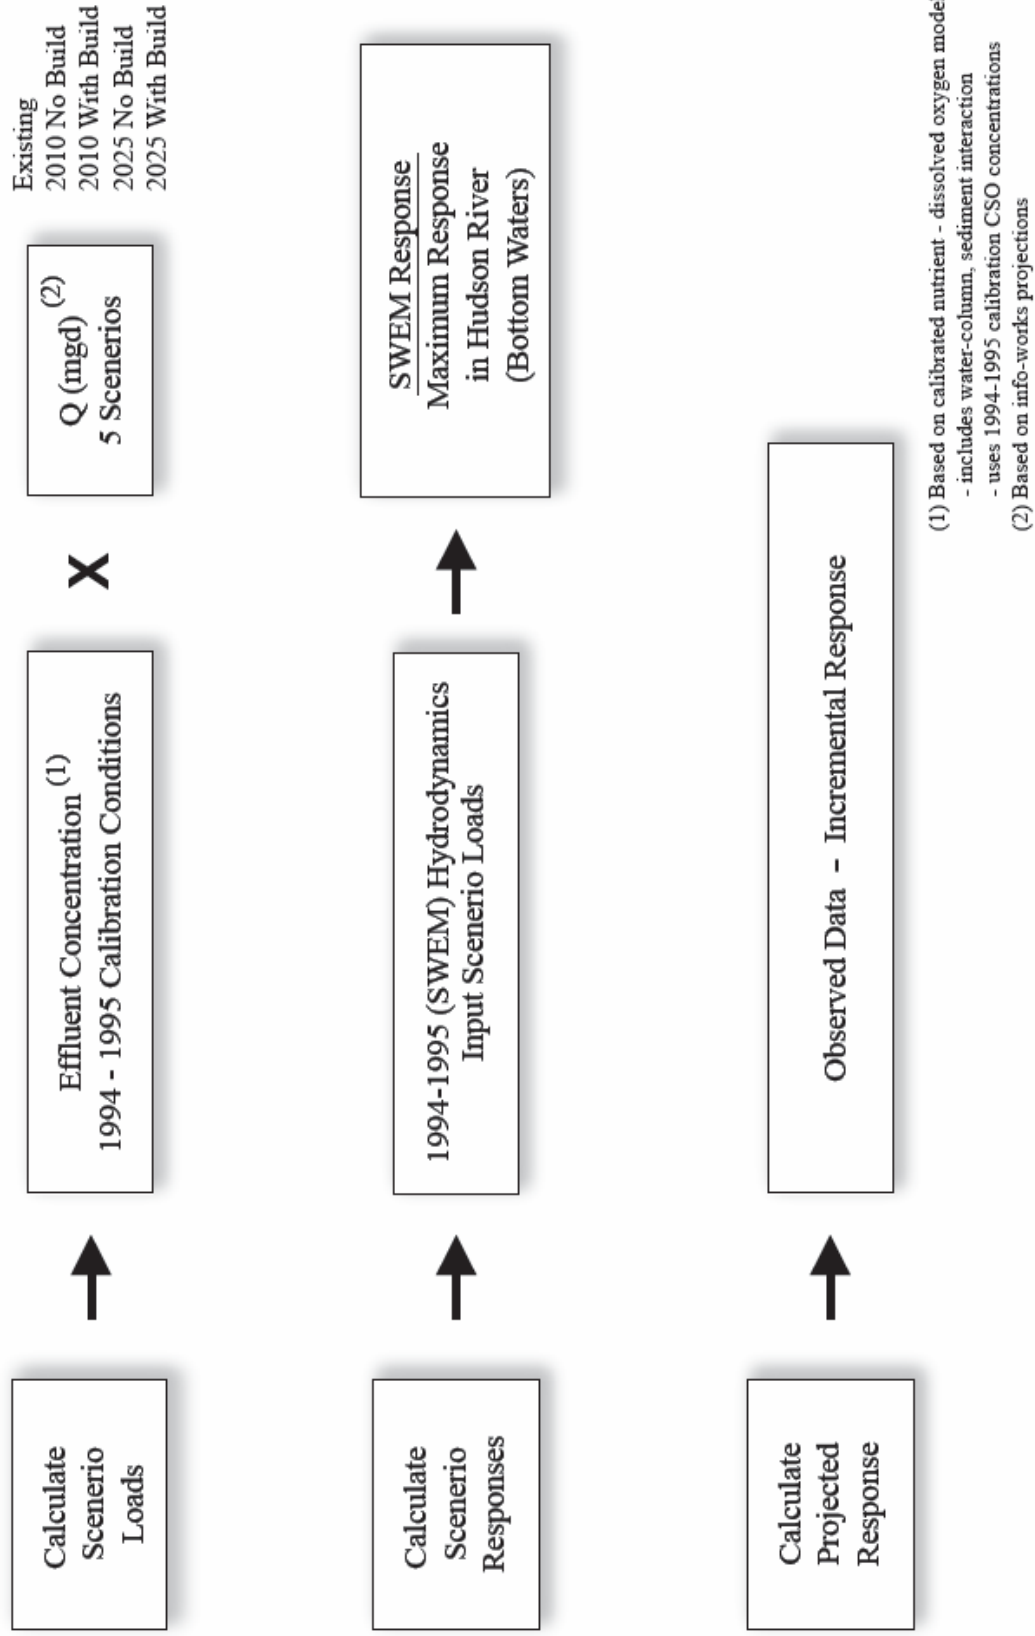 Calculate
Scenerio
Loads
Effluent Concentration (1)
1994 - 1995 Calibration Conditions
X
Q (mgd) (2)
5 Scenerios
Existing
2010 No Build
2010 With Build
2025 No Build
2025 With Build
Calculate
Scenerio
Responses
1994-1995 (SWEM) Hydrodynamics
Input Scenerio Loads
SWEM Response
Maximum Response
in Hudson River
(Bottom Waters)
Calculate
Projected
Response
Observed Data – Incremental Response
(1) Based on calibrated nutrient - dissolved oxygen model
- includes water-column, sediment interaction
- uses 1994-1995 calibration CSO concentrations
(2) Based on info-works projections